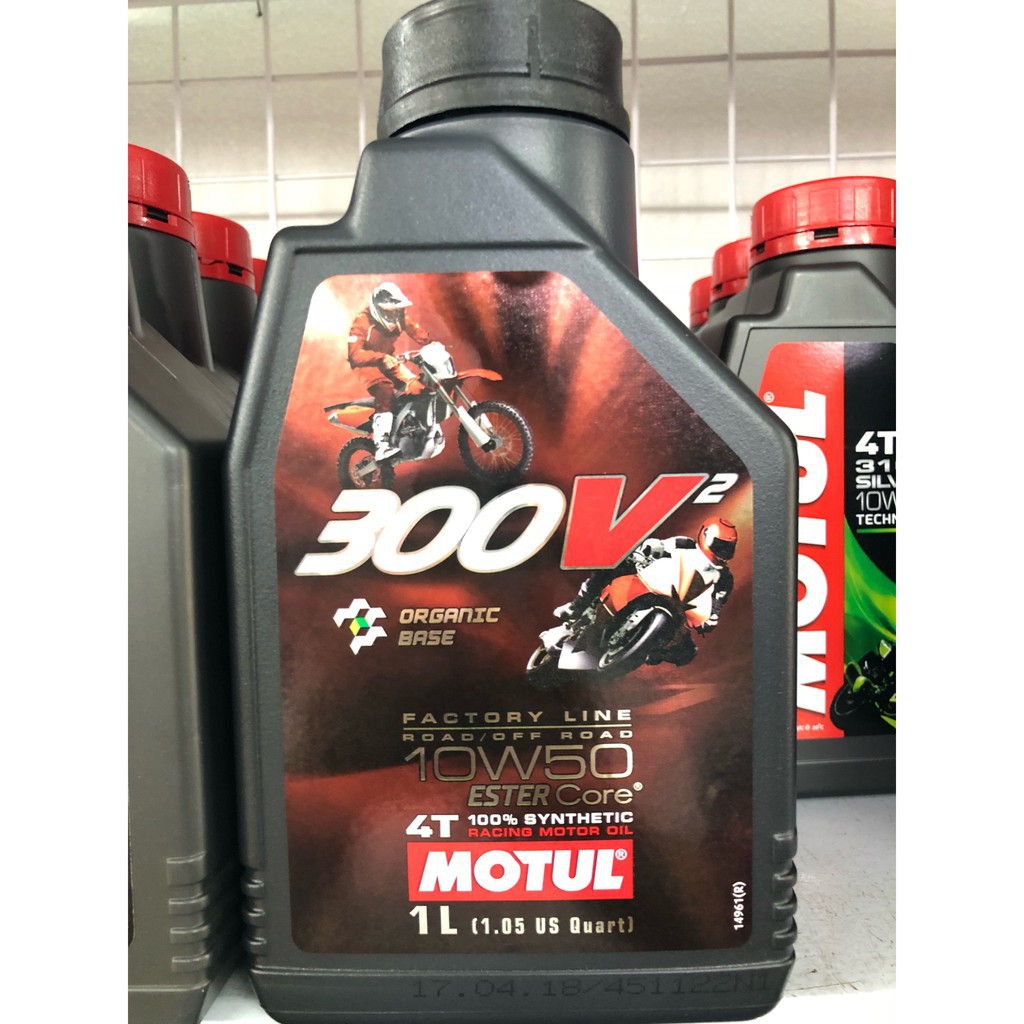 300V²
ORGANIC
BASE
FACTORY LINE
ROAD/OFF ROAD
10W50
ESTER Core®
4T 100% SYNTHETIC
RACING MOTOR OIL
MOTUL®
1L (1.05 US Quart)
14961(R)
17.04.18/451122N1
MOTUL®
4T